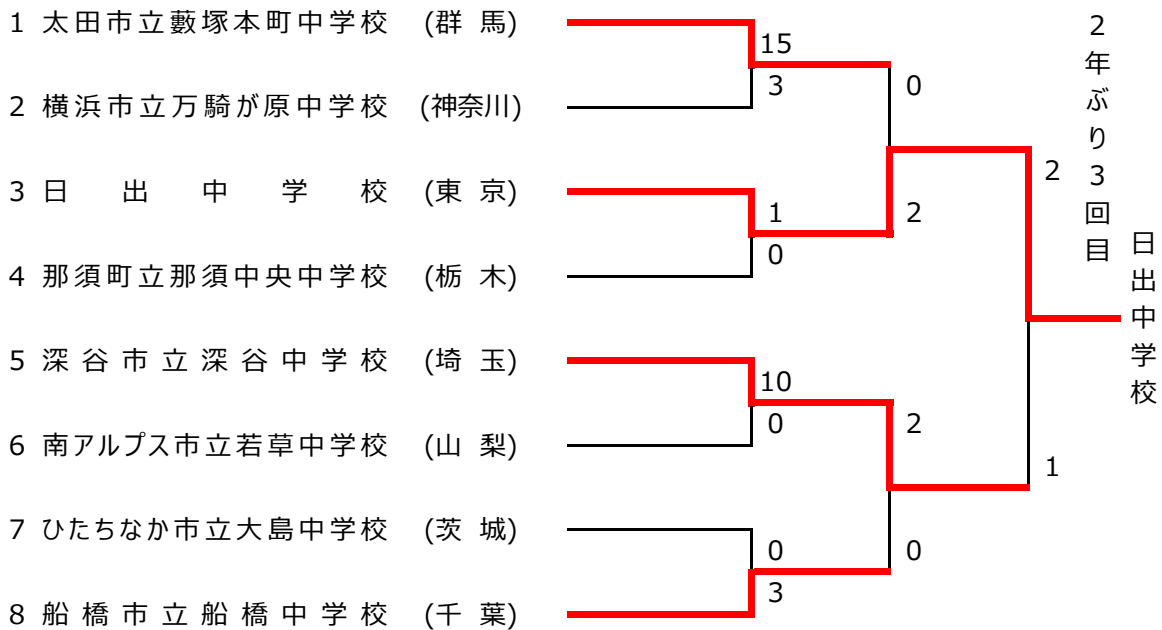 1 太田市立藪塚本町中学校 (群 馬)
15
3
2 横浜市立万騎が原中学校 (神奈川)
0
3 日出中学校 (東 京)
1
0
2
4 那須町立那須中央中学校 (栃 木)
2
5 深谷市立深谷中学校 (埼 玉)
10
0
6 南アルプス市立若草中学校 (山 梨)
2
7 ひたちなか市立大島中学校 (茨 城)
0
3
0
8 船橋市立船橋中学校 (千 葉)
1
2年ぶり3回目
日出中学校